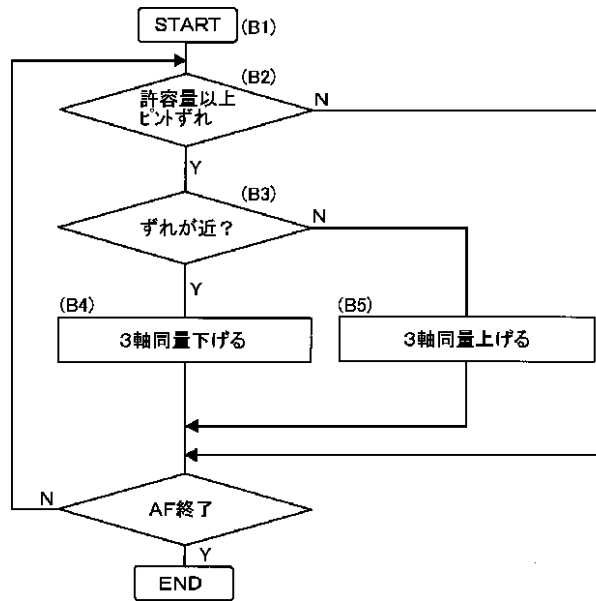 START (B1)
(B2)
許容量以上
ピントずれ
N
Y
(B3)
ずれが近？
N
Y
(B4)
3軸同量下げる
(B5)
3軸同量上げる
N
AF終了
Y
END